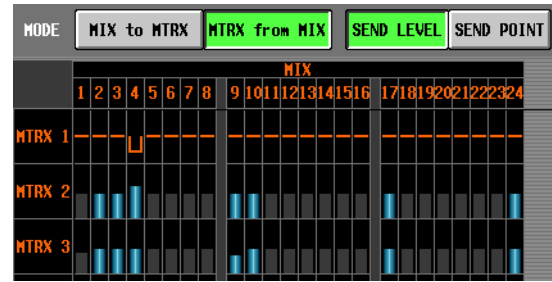 MODE MIX to MTRX MTRX from MIX SEND LEVEL SEND POINT
MIX
1 2 3 4 5 6 7 8 9 10 11 12 13 14 15 16 17 18 19 20 21 22 23 24
MTRX 1
MTRX 2
MTRX 3